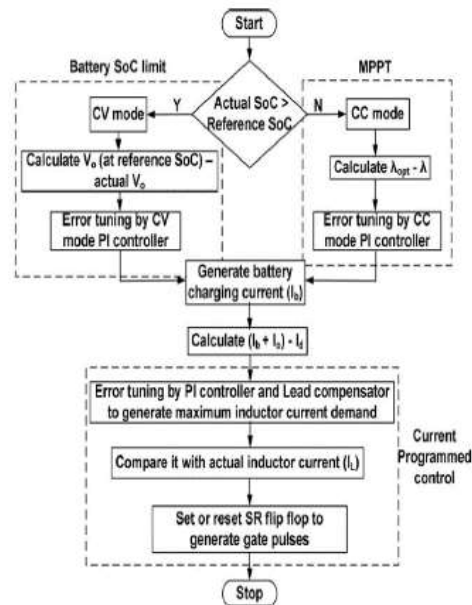 Start
Battery SoC limit
MPPT
Actual SoC >
Reference SoC
Y
N
CV mode
CC mode
Calculate Vₒ (at reference SoC) –
actual Vₒ
Calculate λopt - λ
Error tuning by CV
mode PI controller
Error tuning by CC
mode PI controller
Generate battery
charging current (Ib)
Calculate (Ib + Io) - Id
Error tuning by PI controller and Lead compensator
to generate maximum inductor current demand
Compare it with actual inductor current (IL)
Set or reset SR flip flop to
generate gate pulses
Current
Programmed
control
Stop